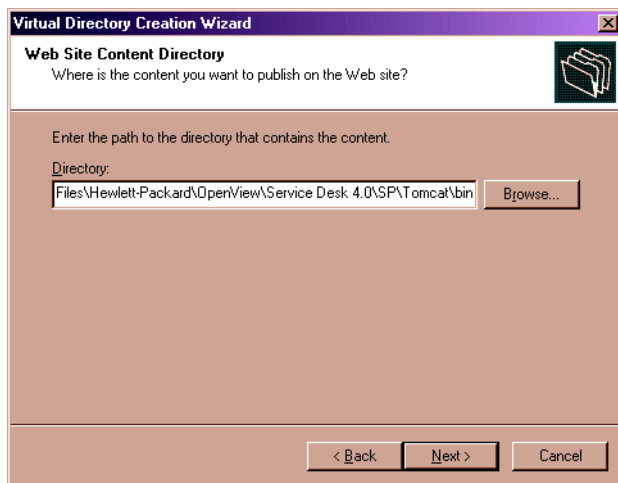 Virtual Directory Creation Wizard
Web Site Content Directory
Where is the content you want to publish on the Web site?
Enter the path to the directory that contains the content.
Directory:
Files\Hewlett-Packard\OpenView\Service Desk 4.0\SP\Tomcat\bin
Browse...
< Back
Next >
Cancel